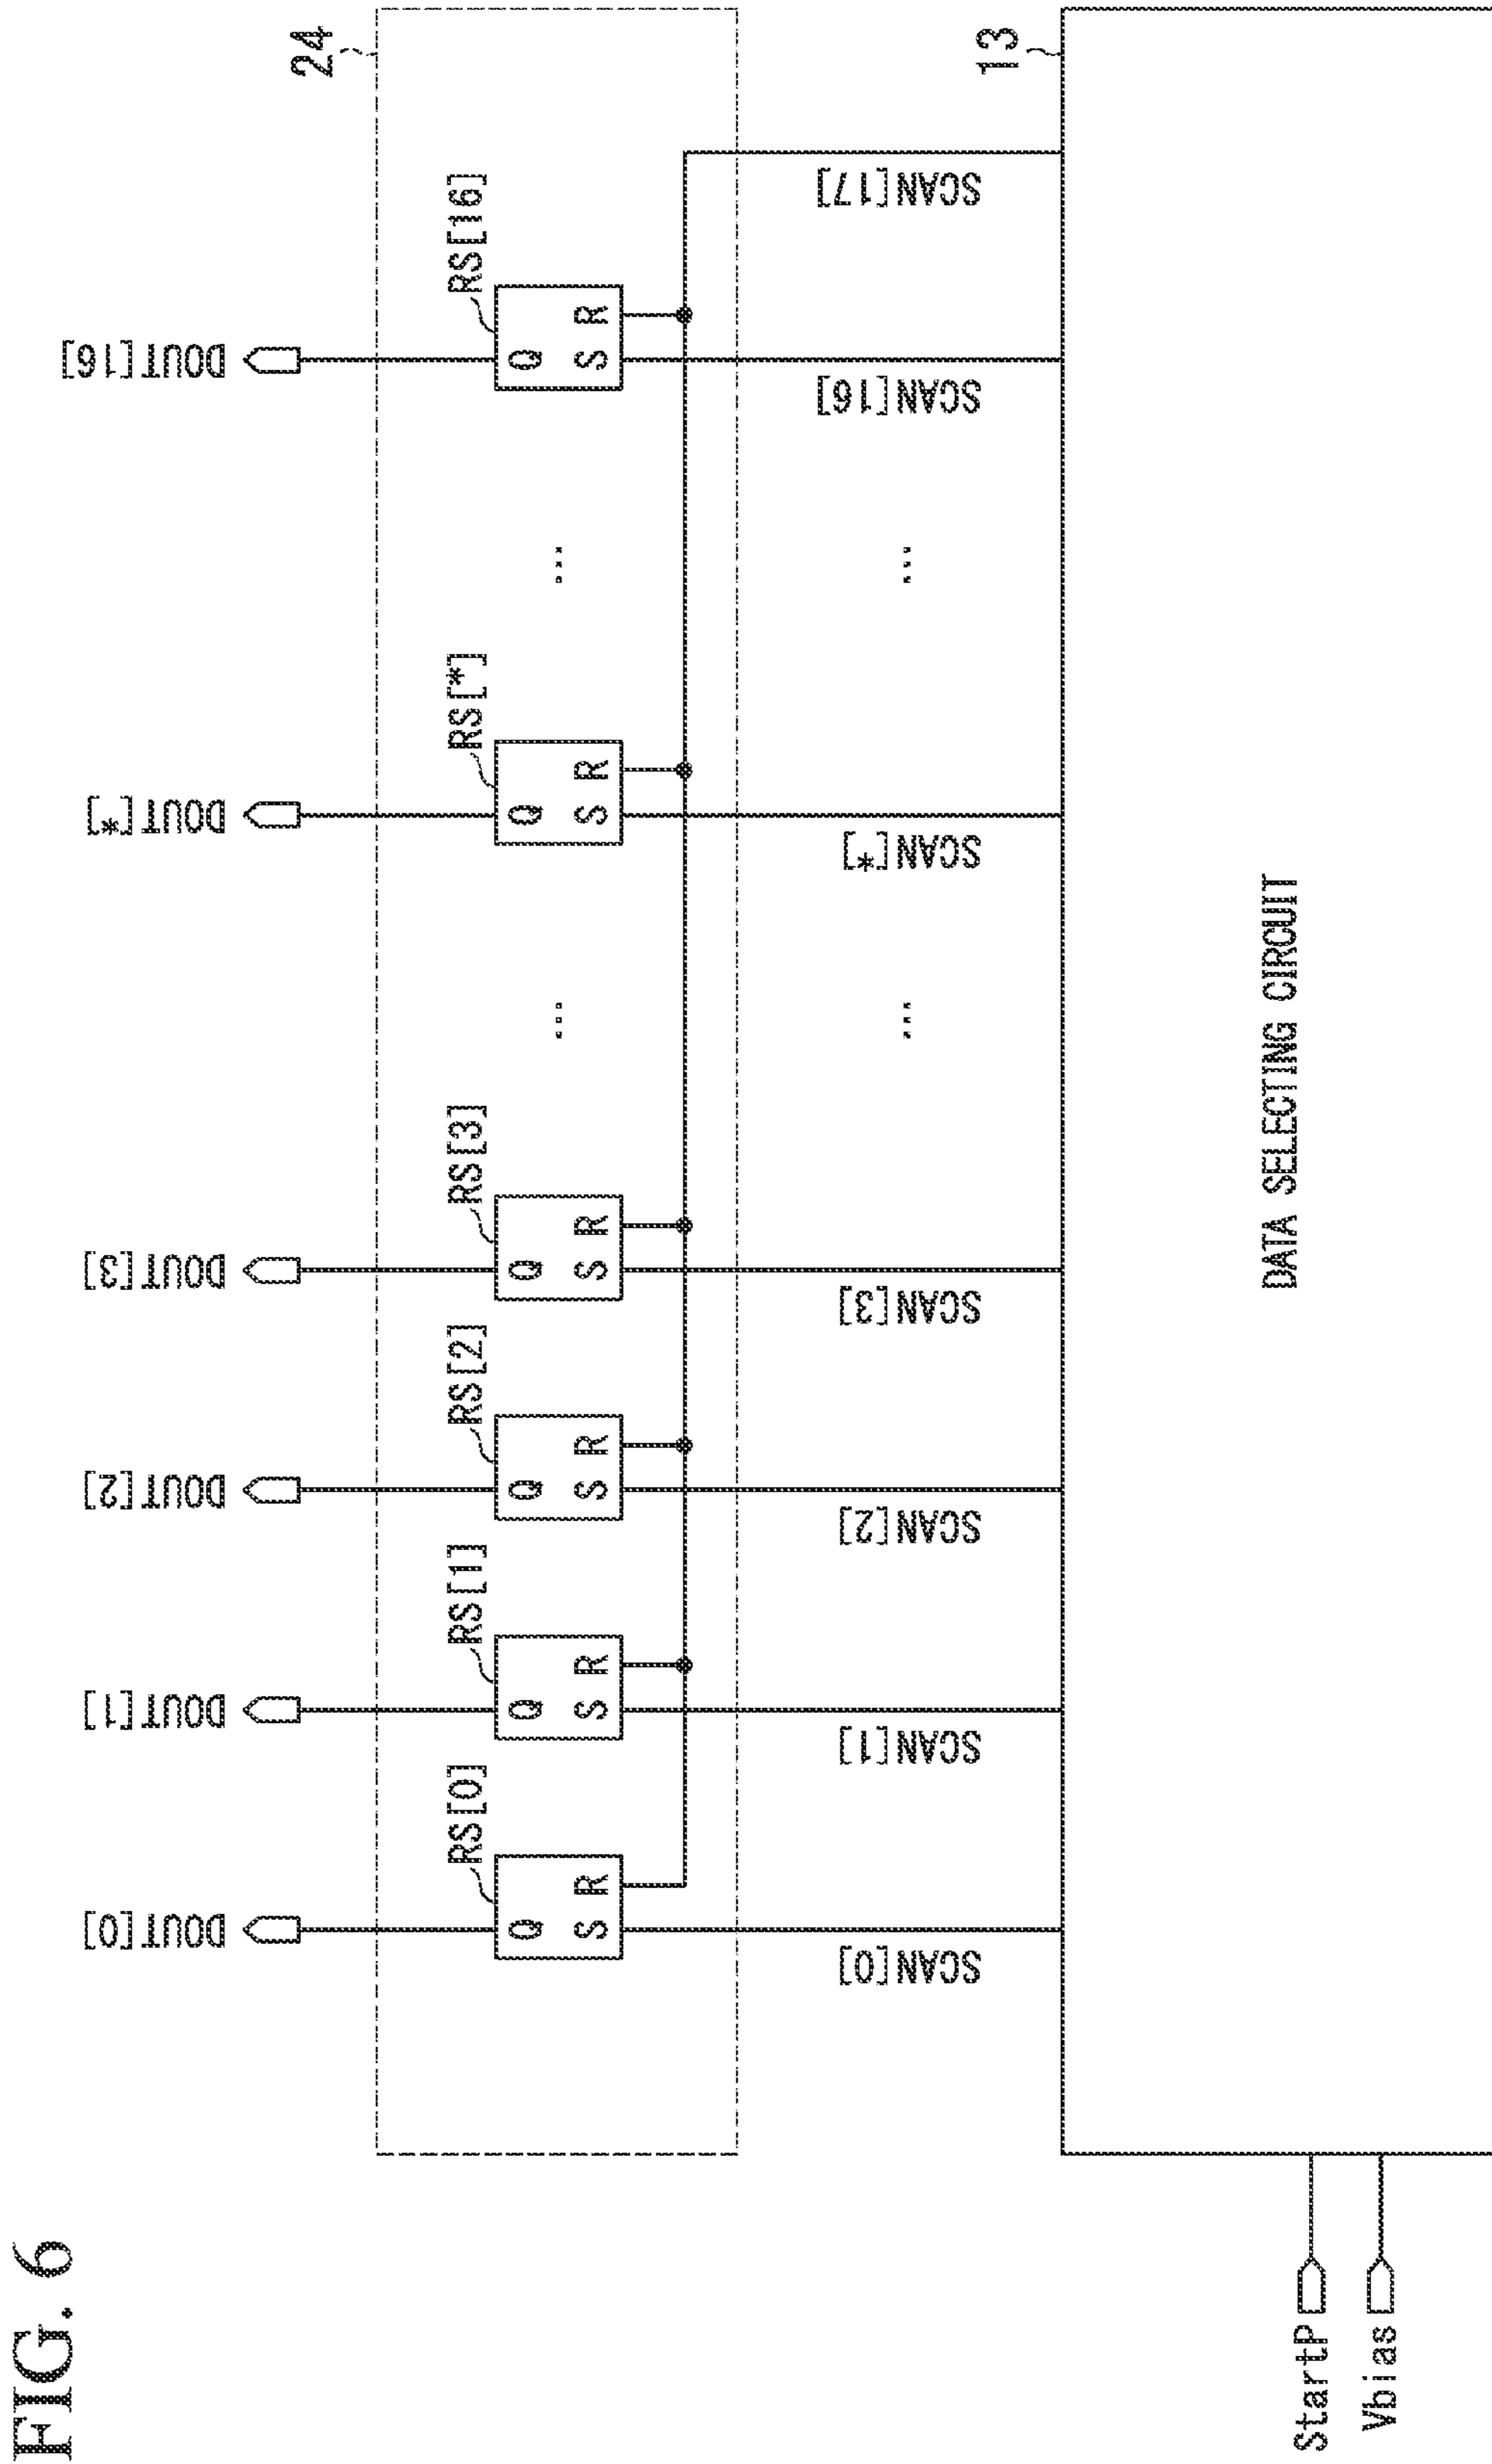 FIG. 6
DOUT[0]
DOUT[1]
DOUT[2]
DOUT[3]
DOUT[*]
DOUT[16]
24
RS[0]
RS[1]
RS[2]
RS[3]
RS[*]
RS[16]
Q
Q
Q
Q
Q
Q
...
...
S R
S R
S R
S R
S R
S R
SCAN[0]
SCAN[1]
SCAN[2]
SCAN[3]
SCAN[*]
SCAN[16]
SCAN[17]
...
...
13
DATA SELECTING CIRCUIT
StartP
Vbias